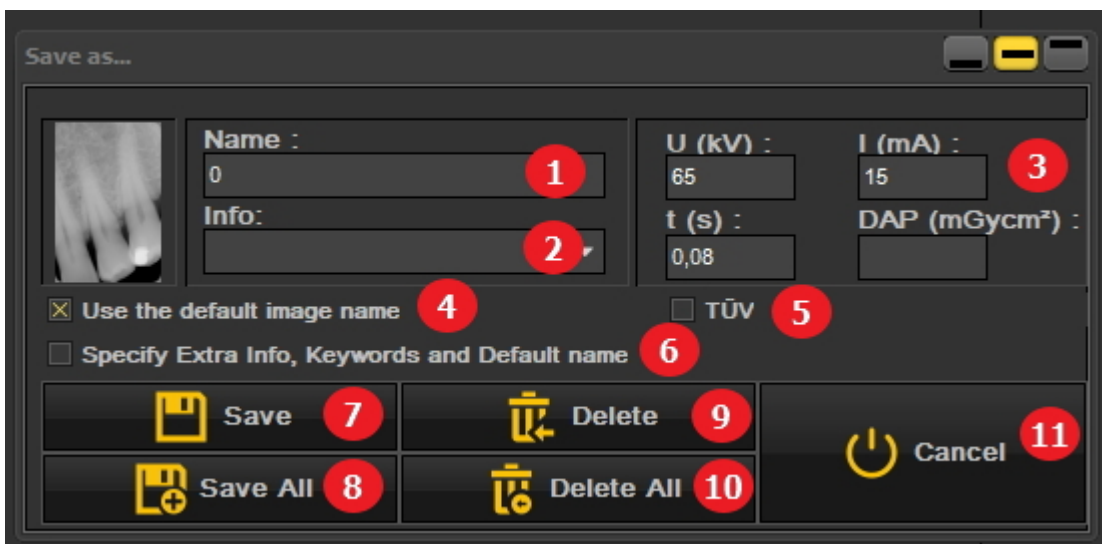 Save as...
Name :
0
1
Info:
2
U (kV) :
I (mA) :
65
15
3
t (s) :
DAP (mGycm²) :
0,08
Use the default image name
4
TÜV
5
Specify Extra Info, Keywords and Default name
6
Save
7
Delete
9
Cancel
11
Save All
8
Delete All
10